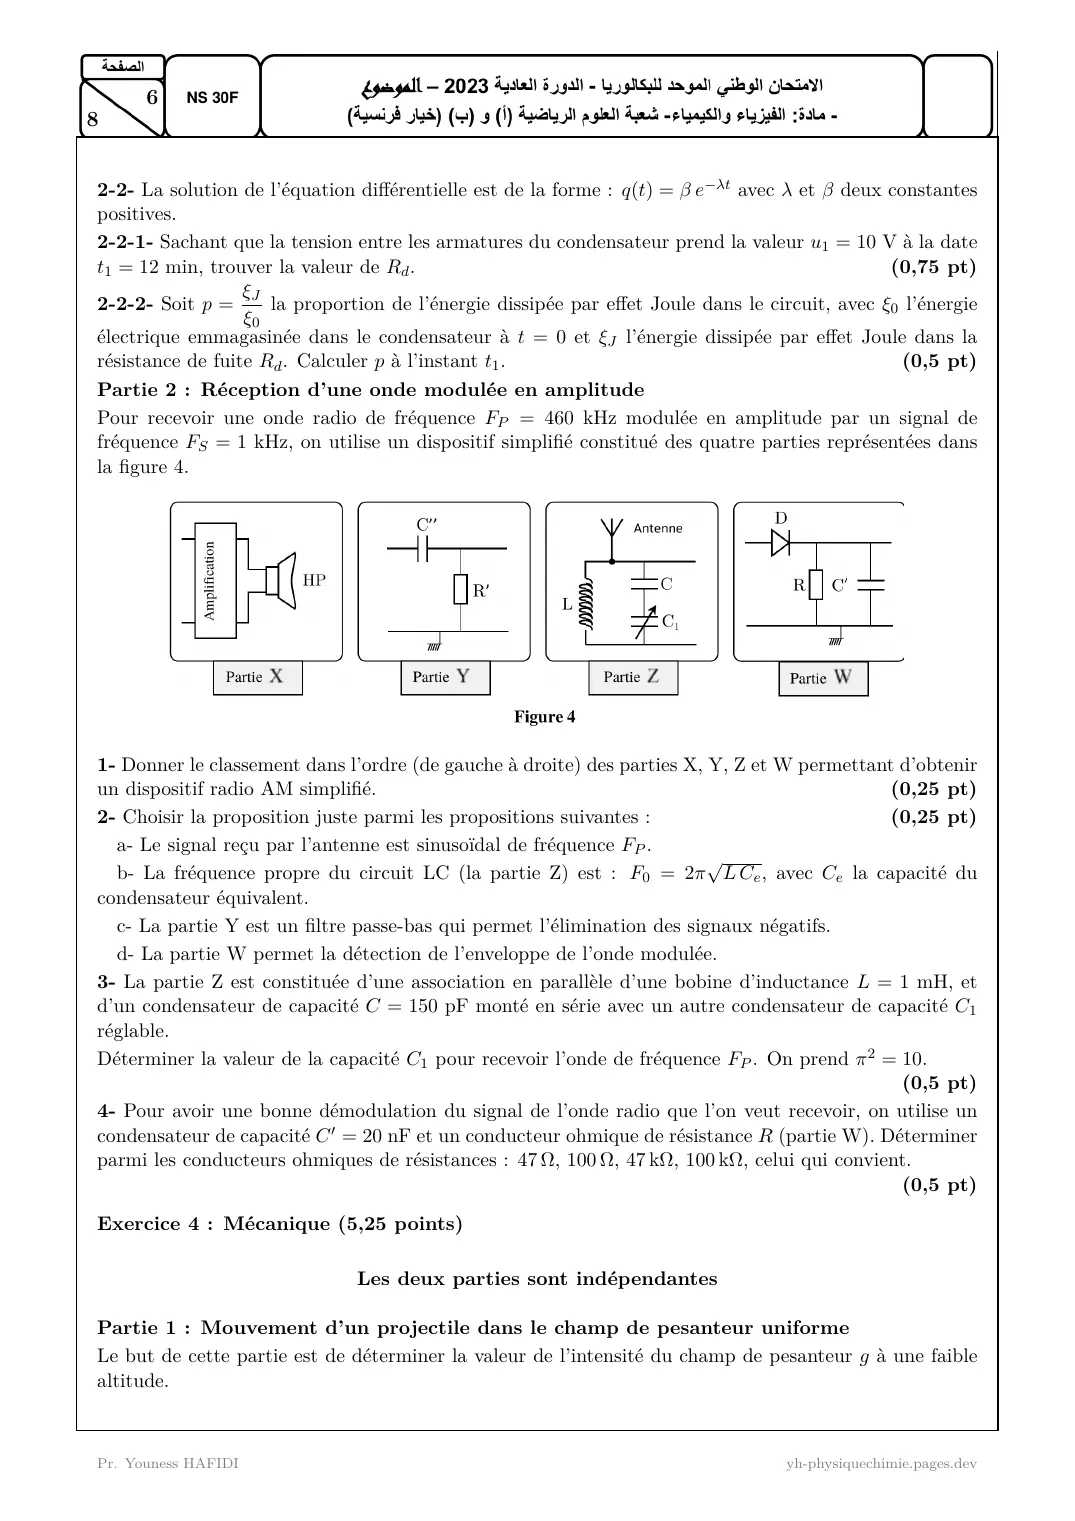 الصفحة
6
8
NS 30F
الامتحان الوطني الموحد للبكالوريا - الدورة العادية 2023 – الموضوع
- مادة: الفيزياء والكيمياء- شعبة العلوم الرياضية (أ) و (ب) (خيار فرنسية)
2-2- La solution de l'équation différentielle est de la forme : q(t) = β e^{−λt} avec λ et β deux constantes
positives.
2-2-1- Sachant que la tension entre les armatures du condensateur prend la valeur u₁ = 10 V à la date
t₁ = 12 min, trouver la valeur de R_d. (0,75 pt)
2-2-2- Soit p = ξ_J/ξ₀ la proportion de l'énergie dissipée par effet Joule dans le circuit, avec ξ₀ l'énergie
électrique emmagasinée dans le condensateur à t = 0 et ξ_J l'énergie dissipée par effet Joule dans la
résistance de fuite R_d. Calculer p à l'instant t₁. (0,5 pt)
Partie 2 : Réception d'une onde modulée en amplitude
Pour recevoir une onde radio de fréquence F_P = 460 kHz modulée en amplitude par un signal de
fréquence F_S = 1 kHz, on utilise un dispositif simplifié constitué des quatre parties représentées dans
la figure 4.
Amplification
HP
Partie X
C''
R'
Partie Y
Antenne
L
C
C₁
Partie Z
D
R
C'
Partie W
Figure 4
1- Donner le classement dans l'ordre (de gauche à droite) des parties X, Y, Z et W permettant d'obtenir
un dispositif radio AM simplifié. (0,25 pt)
2- Choisir la proposition juste parmi les propositions suivantes : (0,25 pt)
a- Le signal reçu par l'antenne est sinusoïdal de fréquence F_P.
b- La fréquence propre du circuit LC (la partie Z) est : F₀ = 2π√(L C_e), avec C_e la capacité du
condensateur équivalent.
c- La partie Y est un filtre passe-bas qui permet l'élimination des signaux négatifs.
d- La partie W permet la détection de l'enveloppe de l'onde modulée.
3- La partie Z est constituée d'une association en parallèle d'une bobine d'inductance L = 1 mH, et
d'un condensateur de capacité C = 150 pF monté en série avec un autre condensateur de capacité C₁
réglable.
Déterminer la valeur de la capacité C₁ pour recevoir l'onde de fréquence F_P. On prend π² = 10.
(0,5 pt)
4- Pour avoir une bonne démodulation du signal de l'onde radio que l'on veut recevoir, on utilise un
condensateur de capacité C′ = 20 nF et un conducteur ohmique de résistance R (partie W). Déterminer
parmi les conducteurs ohmiques de résistances : 47 Ω, 100 Ω, 47 kΩ, 100 kΩ, celui qui convient.
(0,5 pt)
Exercice 4 : Mécanique (5,25 points)
Les deux parties sont indépendantes
Partie 1 : Mouvement d'un projectile dans le champ de pesanteur uniforme
Le but de cette partie est de déterminer la valeur de l'intensité du champ de pesanteur g à une faible
altitude.
Pr. Youness HAFIDI
yh-physiquechimie.pages.dev